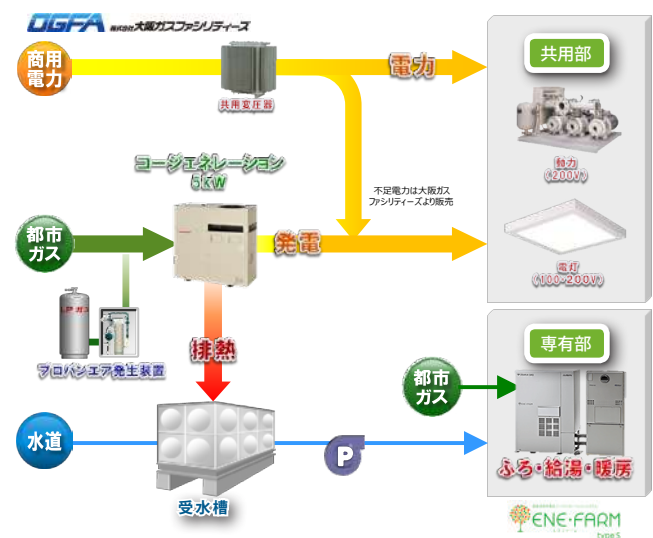 OGFA 株式会社大阪ガスファシリティーズ
商用
電力
共用変圧器
電力
共用部
動力
(200V)
コージェネレーション
5kW
不足電力は大阪ガス
ファシリティーズより販売
都市
ガス
発電
電灯
(100~200V)
LPガス
プロパンエア発生装置
排熱
専有部
都市
ガス
水道
P
受水槽
ふろ・給湯・暖房
ENE・FARM
type S